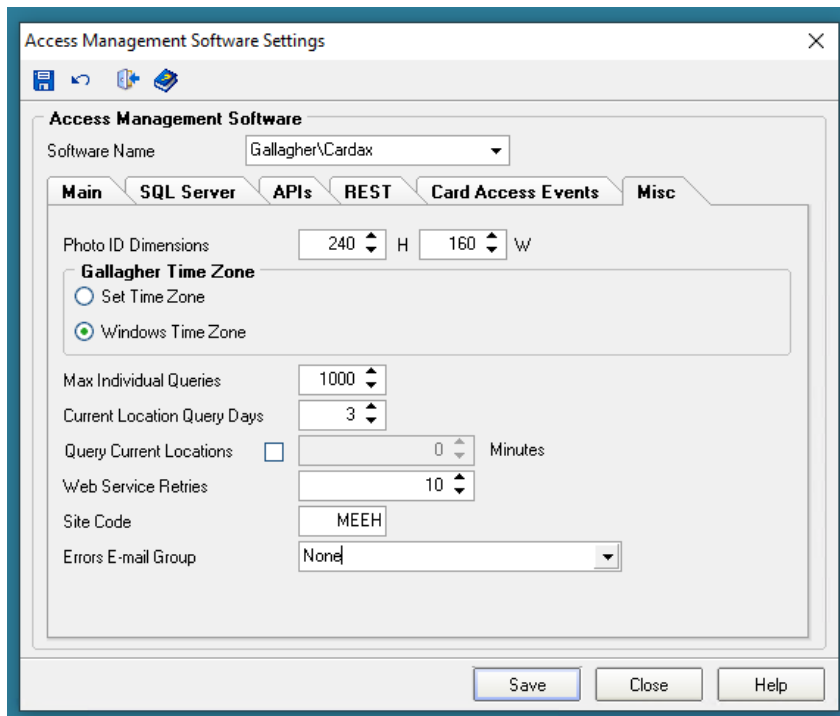 Access Management Software Settings
Access Management Software
Software Name Gallagher\Cardax
Main SQL Server APIs REST Card Access Events Misc
Photo ID Dimensions 240 H 160 W
Gallagher Time Zone
Set Time Zone
Windows Time Zone
Max Individual Queries 1000
Current Location Query Days 3
Query Current Locations 0 Minutes
Web Service Retries 10
Site Code MEEH
Errors E-mail Group None
Save Close Help